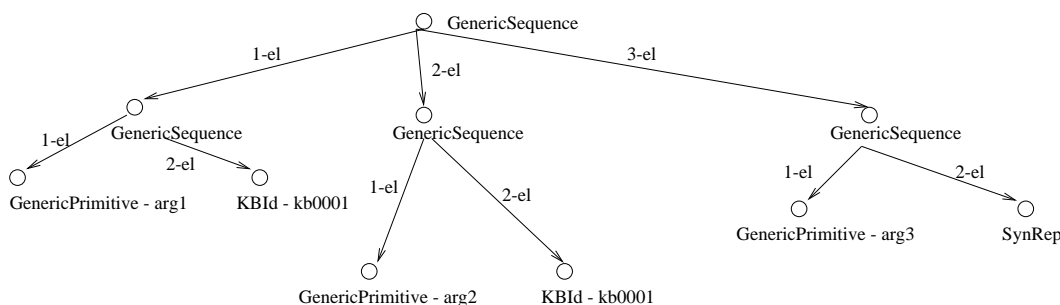 GenericSequence
1-el
2-el
3-el
GenericSequence
GenericSequence
GenericSequence
1-el
2-el
1-el
2-el
1-el
2-el
GenericPrimitive - arg1
KBId - kb0001
GenericPrimitive - arg3
SynRep
GenericPrimitive - arg2
KBId - kb0001